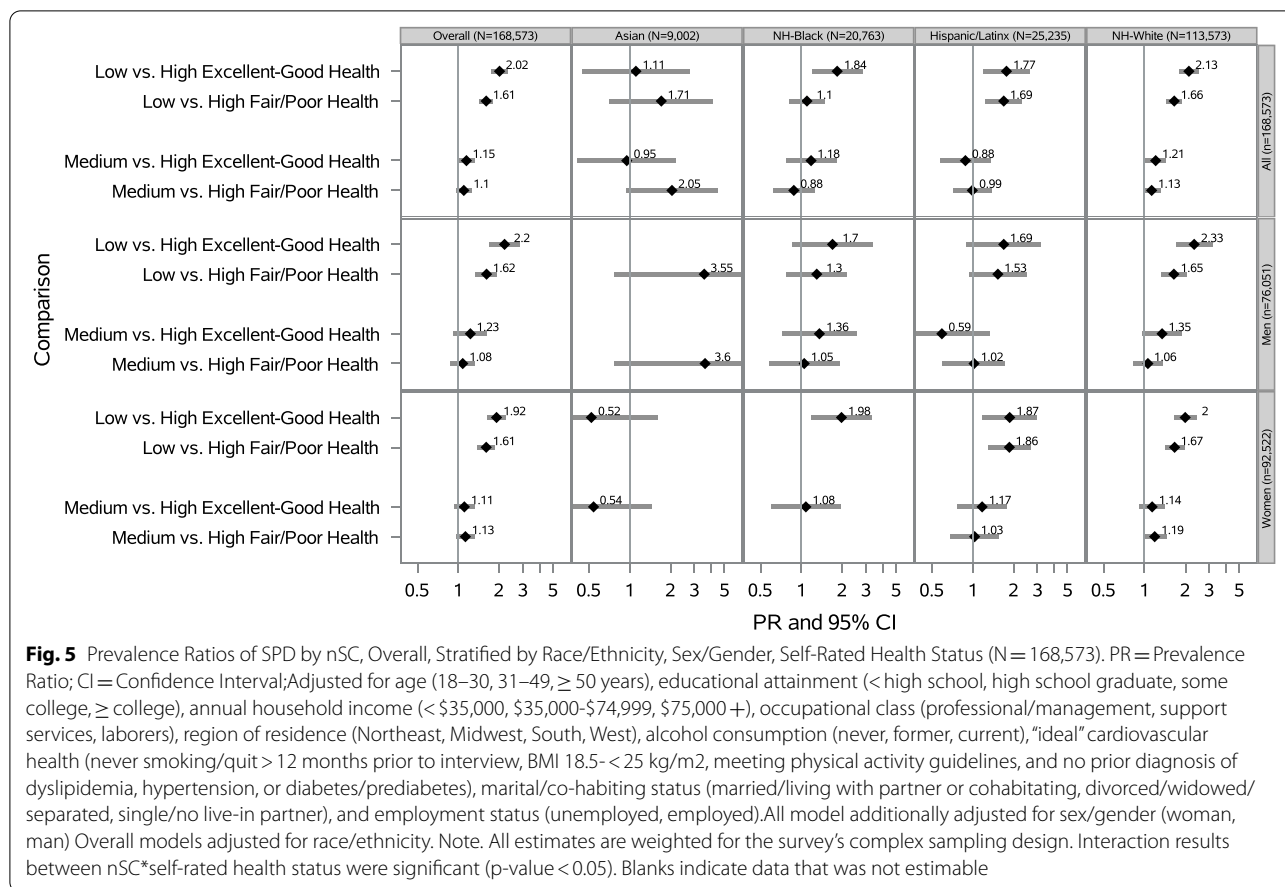 Overall (N=168,573) Asian (N=9,002) NH-Black (N=20,763) Hispanic/Latinx (N=25,235) NH-White (N=113,573)
Low vs. High Excellent-Good Health 2.02 1.11 1.84 1.77 2.13
Low vs. High Fair/Poor Health 1.61 1.71 1.1 1.69 1.66
Medium vs. High Excellent-Good Health 1.15 0.95 1.18 0.88 1.21
Medium vs. High Fair/Poor Health 1.1 2.05 0.88 0.99 1.13
All (n=168,573)
Low vs. High Excellent-Good Health 2.2 1.7 1.69 2.33
Low vs. High Fair/Poor Health 1.62 3.55 1.3 1.53 1.65
Medium vs. High Excellent-Good Health 1.23 1.36 0.59 1.35
Medium vs. High Fair/Poor Health 1.08 3.6 1.05 1.02 1.06
Men (n=76,051)
Low vs. High Excellent-Good Health 1.92 0.52 1.98 1.87 2
Low vs. High Fair/Poor Health 1.61 1.86 1.67
Medium vs. High Excellent-Good Health 1.11 0.54 1.08 1.17 1.14
Medium vs. High Fair/Poor Health 1.13 1.03 1.19
Women (n=92,522)
Comparison
0.5 1 2 3 5 0.5 1 2 3 5 0.5 1 2 3 5 0.5 1 2 3 5 0.5 1 2 3 5
PR and 95% CI
Fig. 5 Prevalence Ratios of SPD by nSC, Overall, Stratified by Race/Ethnicity, Sex/Gender, Self-Rated Health Status (N = 168,573). PR = Prevalence
Ratio; CI = Confidence Interval;Adjusted for age (18–30, 31–49, ≥ 50 years), educational attainment (< high school, high school graduate, some
college, ≥ college), annual household income (< $35,000, $35,000-$74,999, $75,000 +), occupational class (professional/management, support
services, laborers), region of residence (Northeast, Midwest, South, West), alcohol consumption (never, former, current), “ideal” cardiovascular
health (never smoking/quit > 12 months prior to interview, BMI 18.5- < 25 kg/m2, meeting physical activity guidelines, and no prior diagnosis of
dyslipidemia, hypertension, or diabetes/prediabetes), marital/co-habiting status (married/living with partner or cohabitating, divorced/widowed/
separated, single/no live-in partner), and employment status (unemployed, employed).All model additionally adjusted for sex/gender (woman,
man) Overall models adjusted for race/ethnicity. Note. All estimates are weighted for the survey’s complex sampling design. Interaction results
between nSC*self-rated health status were significant (p-value < 0.05). Blanks indicate data that was not estimable